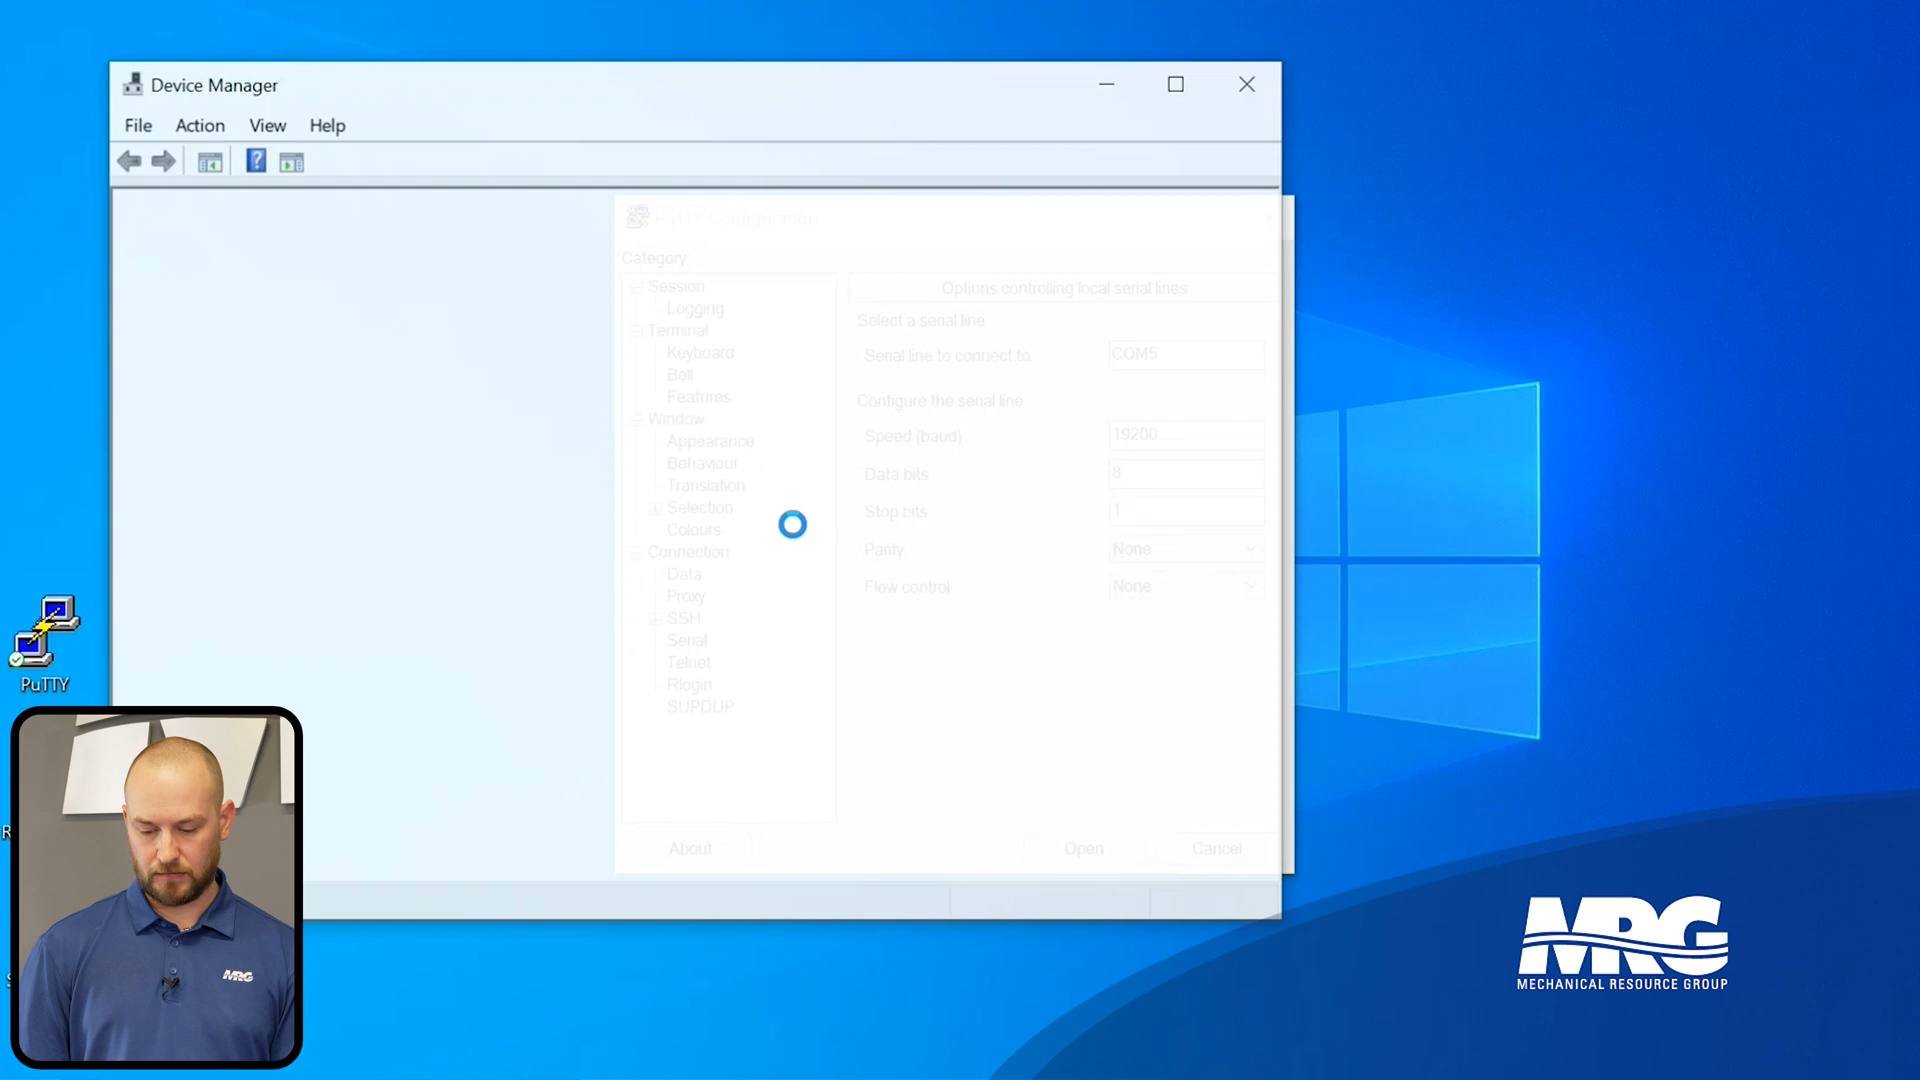 Device Manager
File Action View Help
PuTTY Configuration
Category:
Session
Logging
Terminal
Keyboard
Bell
Features
Window
Appearance
Behaviour
Translation
Selection
Colours
Connection
Data
Proxy
SSH
Serial
Telnet
Rlogin
SUPDUP
Options controlling local serial lines
Select a serial line
Serial line to connect to
COM5
Configure the serial line
Speed (baud)
19200
Data bits
8
Stop bits
1
Parity
None
Flow control
None
About
Open
Cancel
PuTTY
MRG
MRG
MECHANICAL RESOURCE GROUP